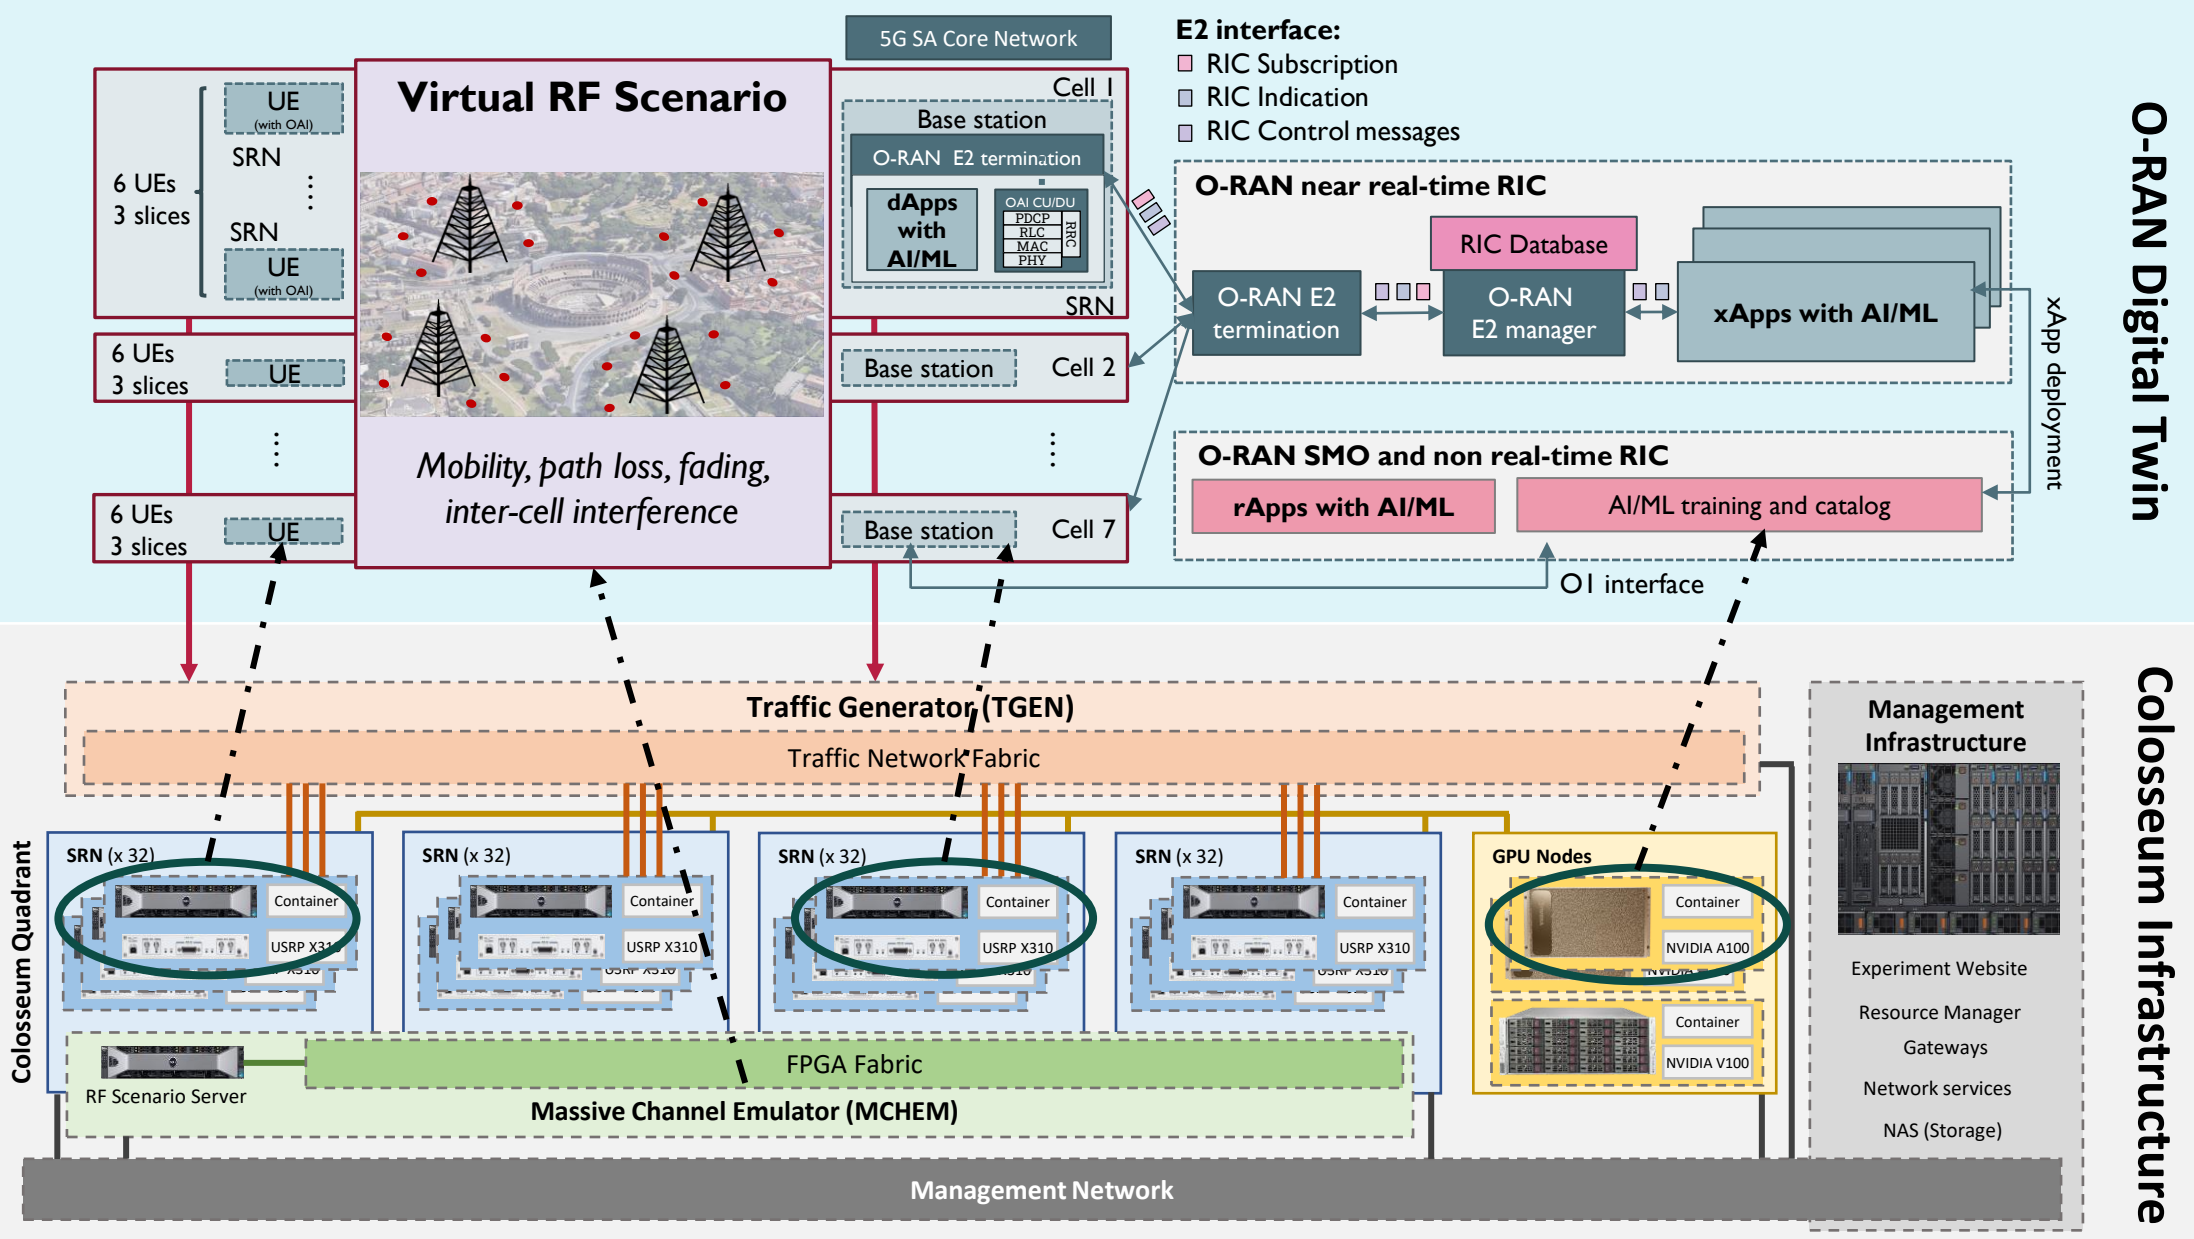 5G SA Core Network
E2 interface:
RIC Subscription
RIC Indication
RIC Control messages
O-RAN Digital Twin
6 UEs
3 slices
UE
(with OAI)
SRN
SRN
UE
(with OAI)
Virtual RF Scenario
Mobility, path loss, fading,
inter-cell interference
Cell 1
Base station
O-RAN E2 termination
dApps
with
AI/ML
OAI CU/DU
PDCP
RLC
MAC
PHY
RRC
SRN
6 UEs
3 slices
UE
Base station
Cell 2
6 UEs
3 slices
UE
Base station
Cell 7
O-RAN near real-time RIC
RIC Database
O-RAN E2
termination
O-RAN
E2 manager
xApps with AI/ML
xApp deployment
O-RAN SMO and non real-time RIC
rApps with AI/ML
AI/ML training and catalog
O1 interface
Colosseum Infrastructure
Traffic Generator (TGEN)
Traffic Network Fabric
Colosseum Quadrant
SRN (x 32)
Container
USRP X310
USRP X310
SRN (x 32)
Container
USRP X310
USRP X310
SRN (x 32)
Container
USRP X310
X310
SRN (x 32)
Container
USRP X310
USRP X310
GPU Nodes
Container
NVIDIA A100
NVIDIA
Container
NVIDIA V100
RF Scenario Server
FPGA Fabric
Massive Channel Emulator (MCHEM)
Management
Infrastructure
Experiment Website
Resource Manager
Gateways
Network services
NAS (Storage)
Management Network